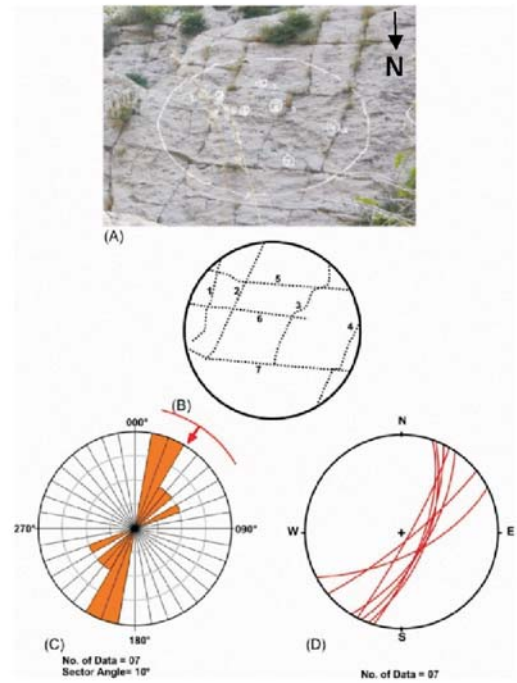 N
(A)
5
1
2
3
6
4
7
(B)
000°
N
270°
090°
W
E
180°
S
(C)
(D)
No. of Data = 07
Sector Angle= 10°
No. of Data = 07